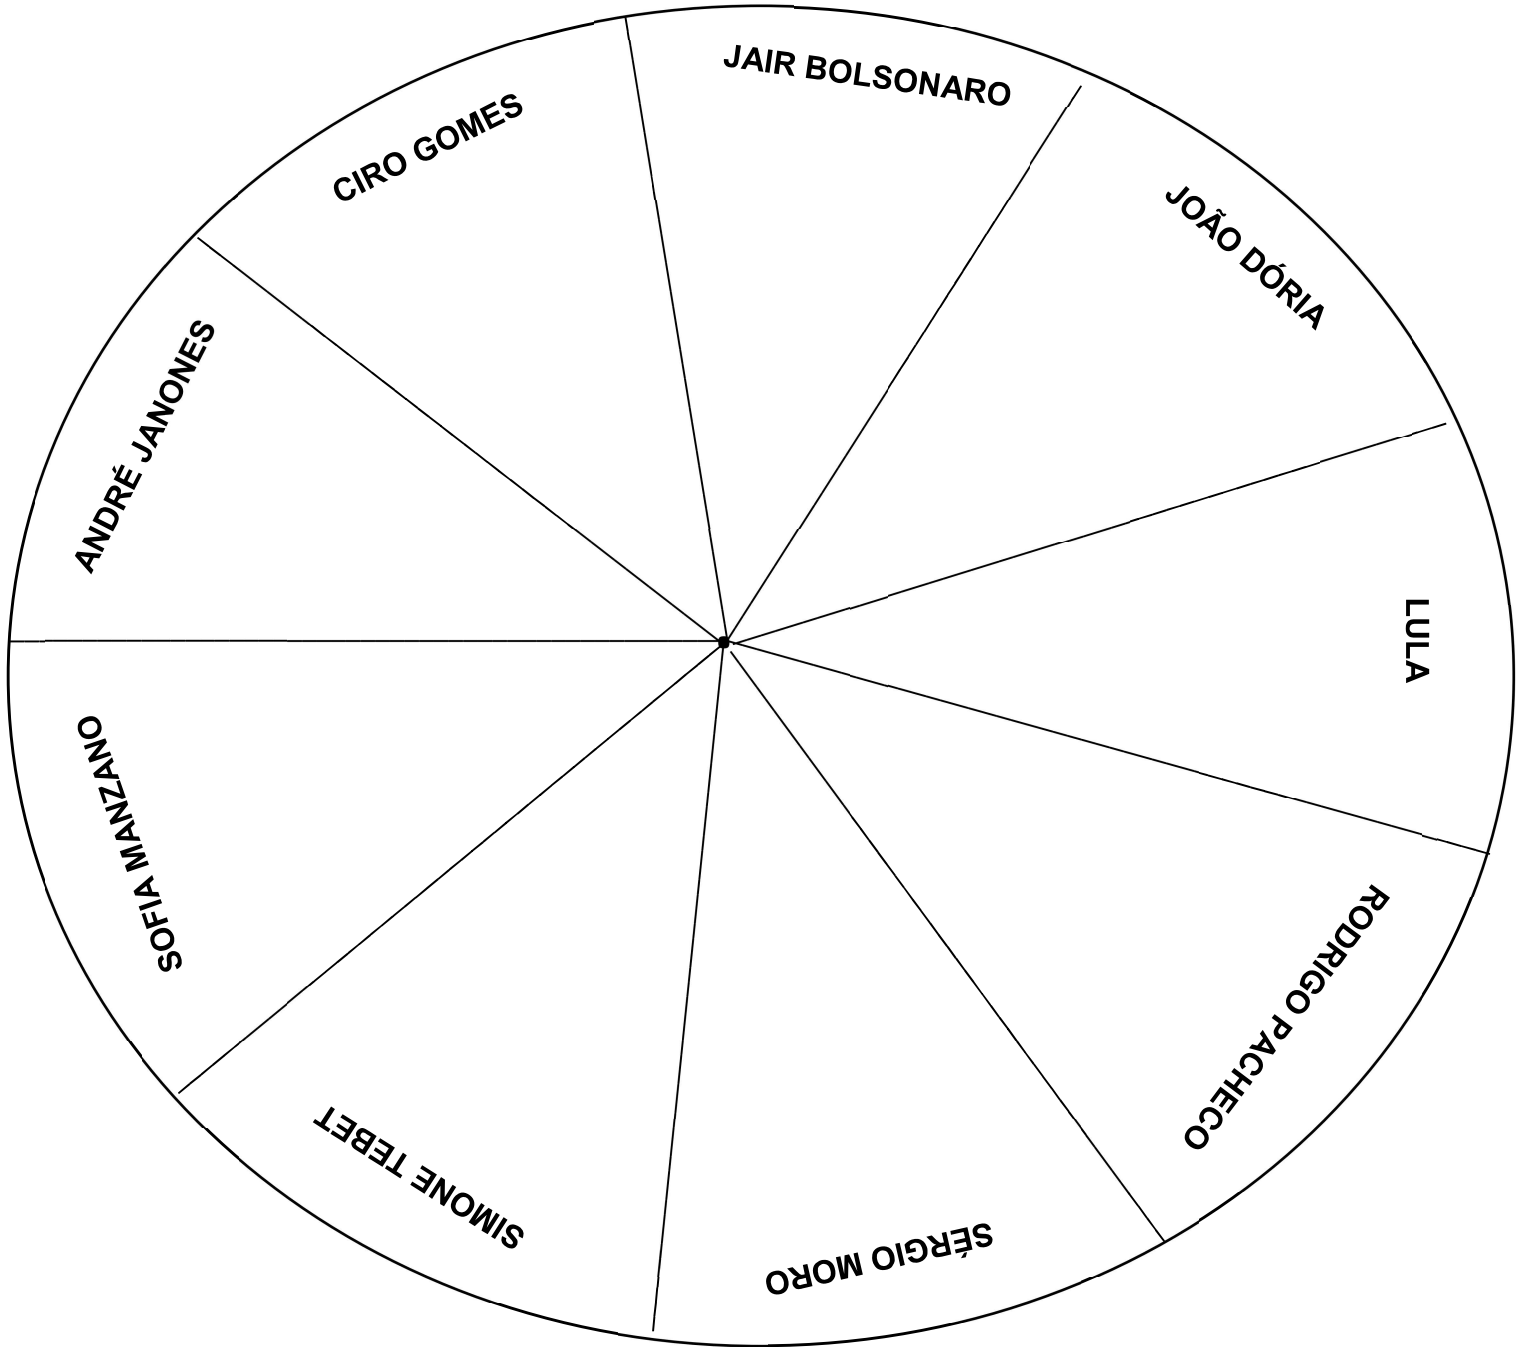 JAIR BOLSONARO
JOÃO DÓRIA
LULA
RODRIGO PACHECO
SÉRGIO MORO
SIMONE TEBET
SOFIA MANZANO
ANDRÉ JANONES
CIRO GOMES